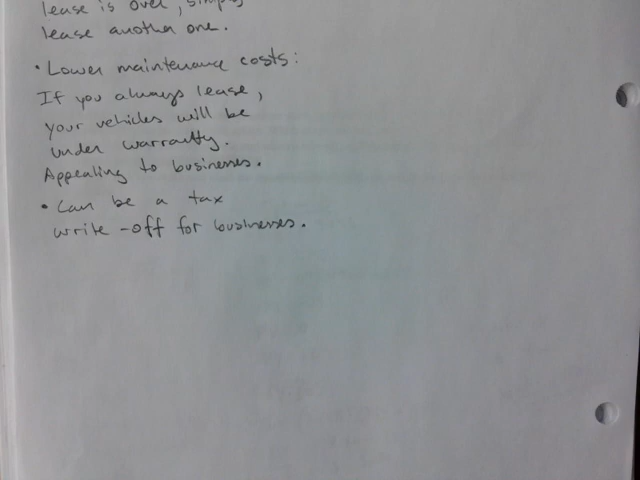 lease is over, simply
lease another one.
• Lower maintenance costs:
If you always lease,
your vehicles will be
under warranty.
Appealing to businesses.
• Can be a tax
write-off for businesses.